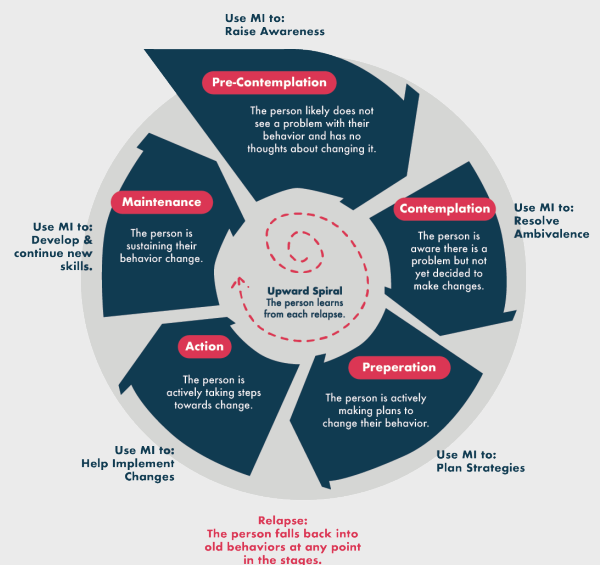 Use MI to:
Raise Awareness
Pre-Contemplation
The person likely does not
see a problem with their
behavior and has no
thoughts about changing it.
Contemplation
The person is
aware there is a
problem but not
yet decided to
make changes.
Use MI to:
Resolve
Ambivalence
Preparation
The person is actively
making plans to
change their behavior.
Use MI to:
Plan Strategies
Action
The person is
actively taking steps
towards change.
Use MI to:
Help Implement
Changes
Maintenance
The person is
sustaining their
behavior change.
Use MI to:
Develop &
continue new
skills.
Upward Spiral
The person learns
from each relapse.
Relapse:
The person falls back into
old behaviors at any point
in the stages.